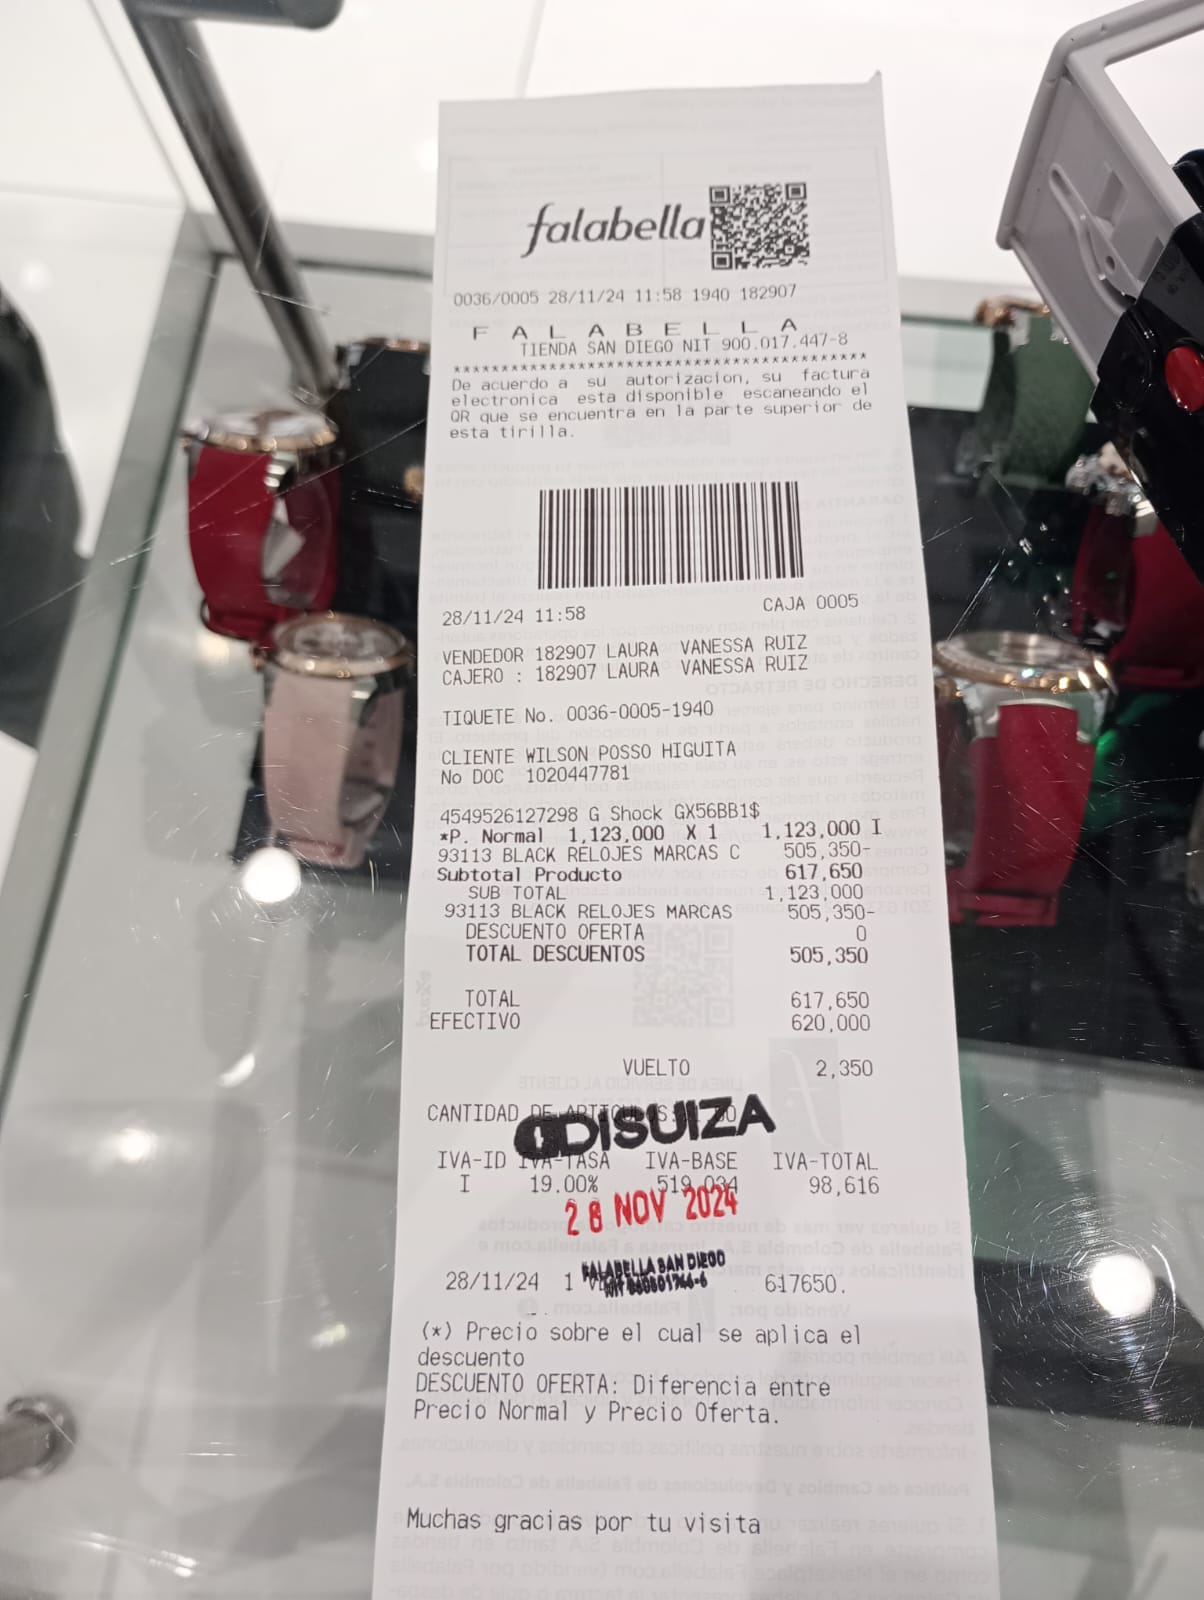 falabella
0036/0005 28/11/24 11:58 1940 182907
F A L A B E L L A
TIENDA SAN DIEGO NIT 900.017.447-8
*******************************************
De acuerdo a su autorizacion, su factura
electronica esta disponible escaneando el
QR que se encuentra en la parte superior de
esta tirilla.
28/11/24 11:58 CAJA 0005
VENDEDOR 182907 LAURA VANESSA RUIZ
CAJERO : 182907 LAURA VANESSA RUIZ
TIQUETE No. 0036-0005-1940
CLIENTE WILSON POSSO HIGUITA
No DOC 1020447781
4549526127298 G Shock GX56BB1$
*P. Normal 1,123,000 X 1 1,123,000 I
93113 BLACK RELOJES MARCAS C 505,350-
Subtotal Producto 617,650
SUB TOTAL 1,123,000
93113 BLACK RELOJES MARCAS 505,350-
DESCUENTO OFERTA 0
TOTAL DESCUENTOS 505,350
TOTAL 617,650
EFECTIVO 620,000
VUELTO 2,350
CANTIDAD DE ARTICULOS
DISUIZA
IVA-ID IVA-TASA IVA-BASE IVA-TOTAL
I 19.00% 519,034 98,616
28 NOV 2024
FALABELLA SAN DIEGO
28/11/24 1 617650.
(*) Precio sobre el cual se aplica el
descuento
DESCUENTO OFERTA: Diferencia entre
Precio Normal y Precio Oferta.
Muchas gracias por tu visita